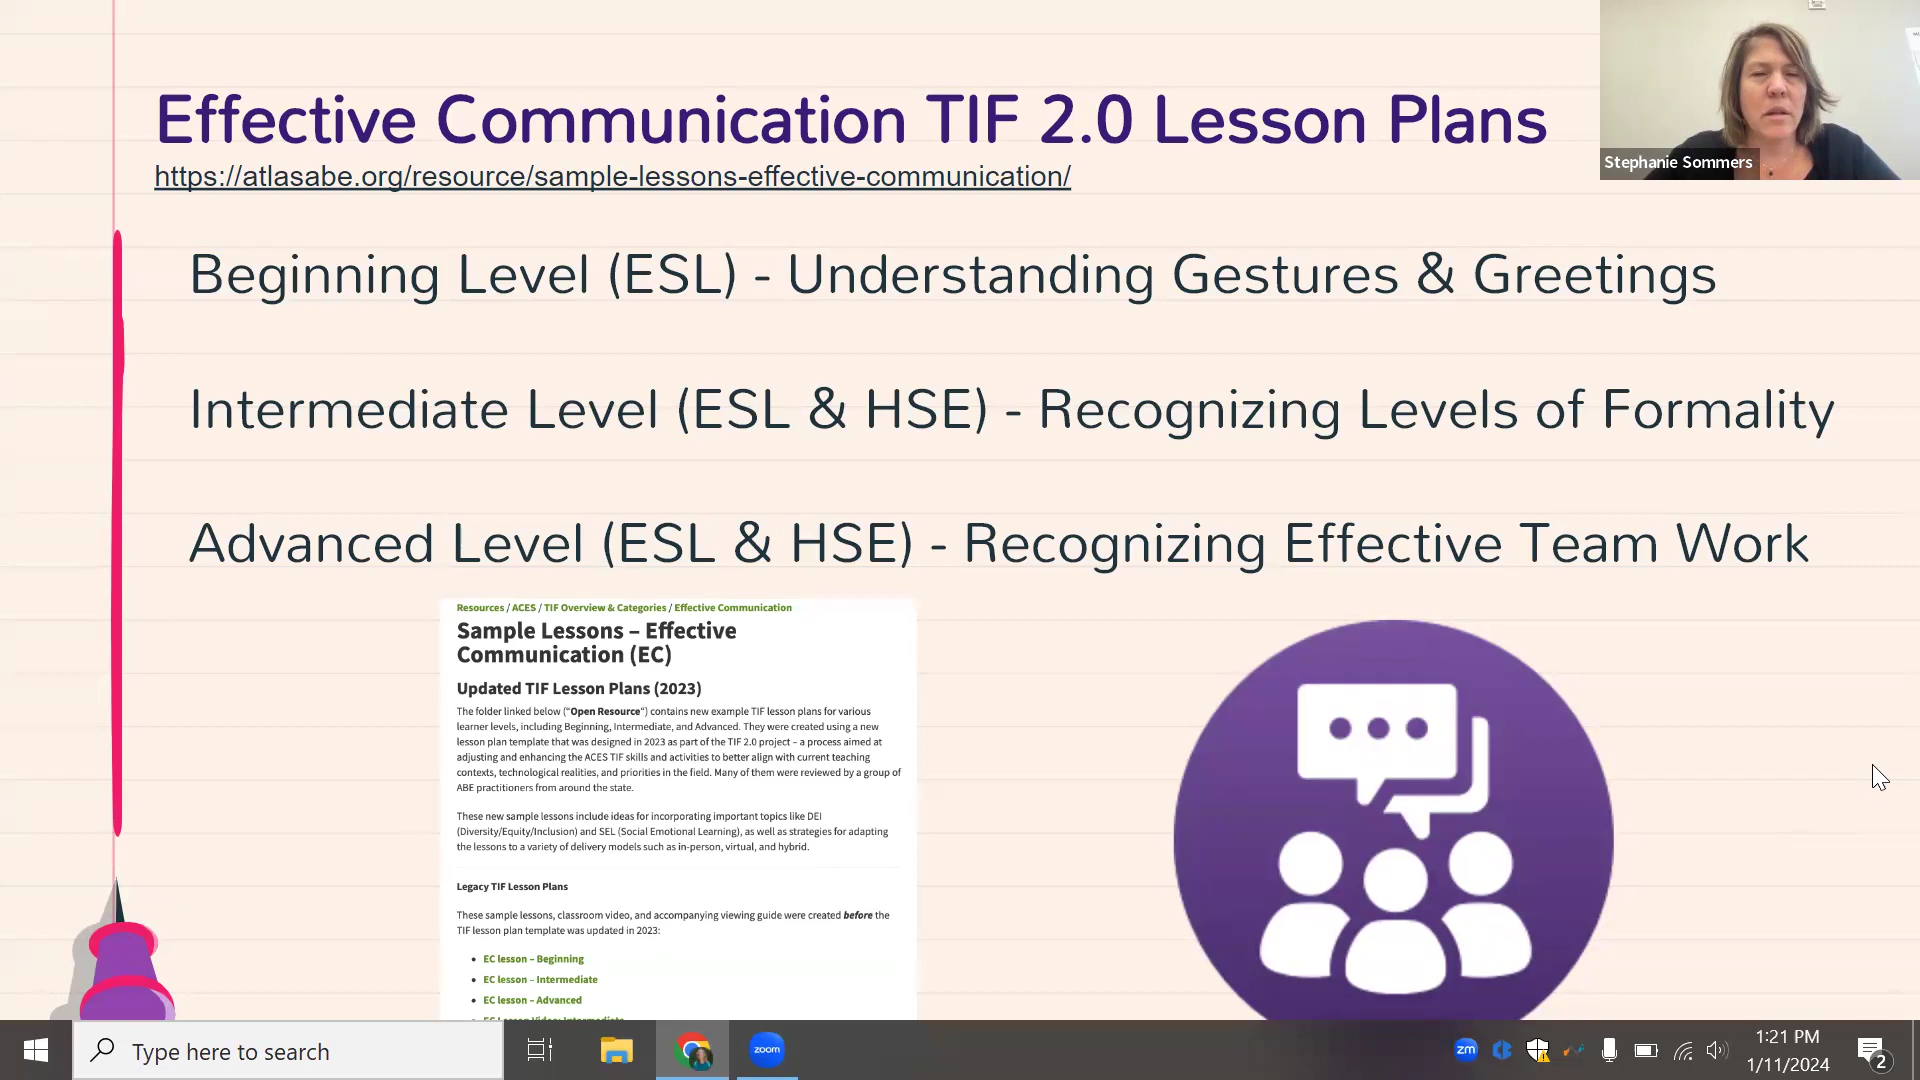 Effective Communication TIF 2.0 Lesson Plans
https://atlasabe.org/resource/sample-lessons-effective-communication/
Stephanie Sommers
Beginning Level (ESL) - Understanding Gestures & Greetings
Intermediate Level (ESL & HSE) - Recognizing Levels of Formality
Advanced Level (ESL & HSE) - Recognizing Effective Team Work
Resources / ACES / TIF Overview & Categories / Effective Communication
Sample Lessons – Effective
Communication (EC)
Updated TIF Lesson Plans (2023)
The folder linked below (“Open Resource“) contains new example TIF lesson plans for various
learner levels, including Beginning, Intermediate, and Advanced. They were created using a new
lesson plan template that was designed in 2023 as part of the TIF 2.0 project – a process aimed at
adjusting and enhancing the ACES TIF skills and activities to better align with current teaching
contexts, technological realities, and priorities in the field. Many of them were reviewed by a group of
ABE practitioners from around the state.
These new sample lessons include ideas for incorporating important topics like DEI
(Diversity/Equity/Inclusion) and SEL (Social Emotional Learning), as well as strategies for adapting
the lessons to a variety of delivery models such as in-person, virtual, and hybrid.
Legacy TIF Lesson Plans
These sample lessons, classroom video, and accompanying viewing guide were created before the
TIF lesson plan template was updated in 2023:
EC lesson – Beginning
EC lesson – Intermediate
EC lesson – Advanced
EC Lesson Video: Intermediate
Type here to search
zoom
zm
1:21 PM
1/11/2024
2